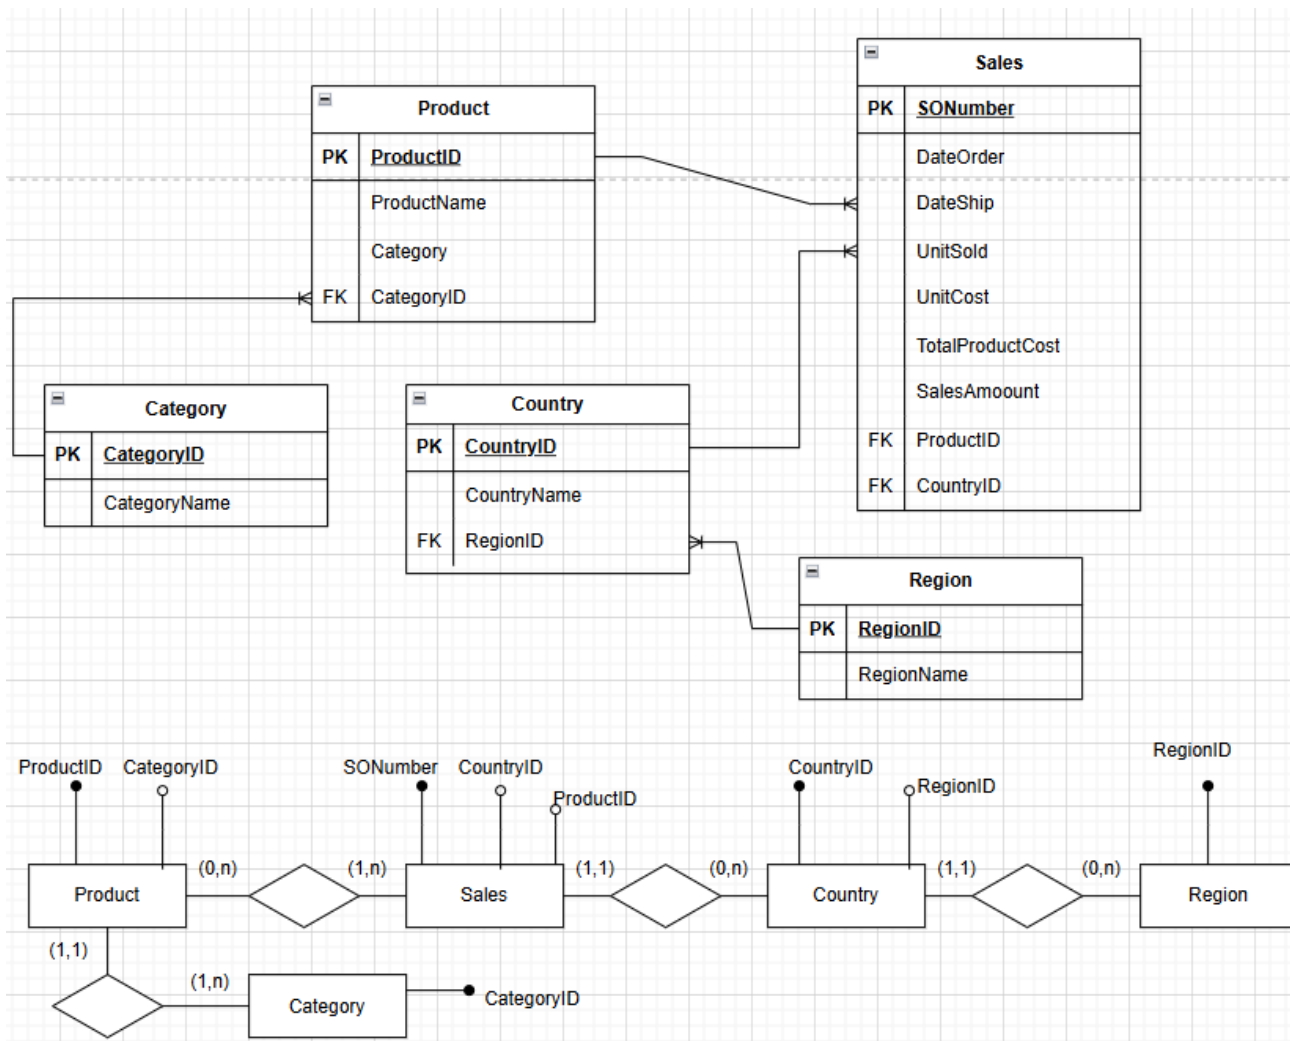 Product
PK ProductID
ProductName
Category
FK CategoryID
Sales
PK SONumber
DateOrder
DateShip
UnitSold
UnitCost
TotalProductCost
SalesAmoount
FK ProductID
FK CountryID
Category
PK CategoryID
CategoryName
Country
PK CountryID
CountryName
FK RegionID
Region
PK RegionID
RegionName
ProductID CategoryID SONumber CountryID ProductID CountryID RegionID RegionID
(0,n) (1,n) (1,1) (0,n) (1,1) (0,n)
Product Sales Country Region
(1,1)
(1,n)
Category CategoryID